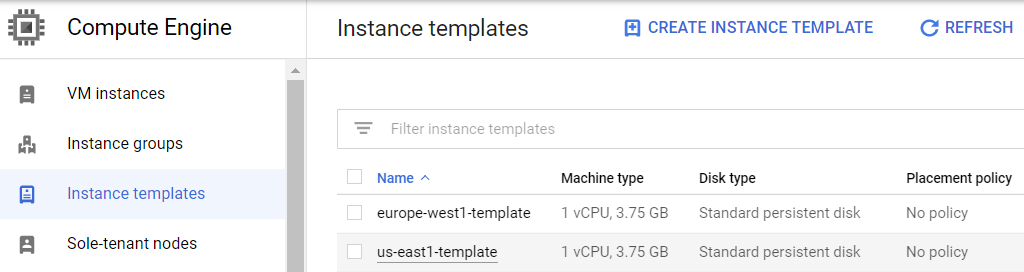 Compute Engine
Instance templates CREATE INSTANCE TEMPLATE REFRESH
VM instances
Instance groups
Instance templates
Sole-tenant nodes
Filter instance templates
Name Machine type Disk type Placement policy
europe-west1-template 1 vCPU, 3.75 GB Standard persistent disk No policy
us-east1-template 1 vCPU, 3.75 GB Standard persistent disk No policy